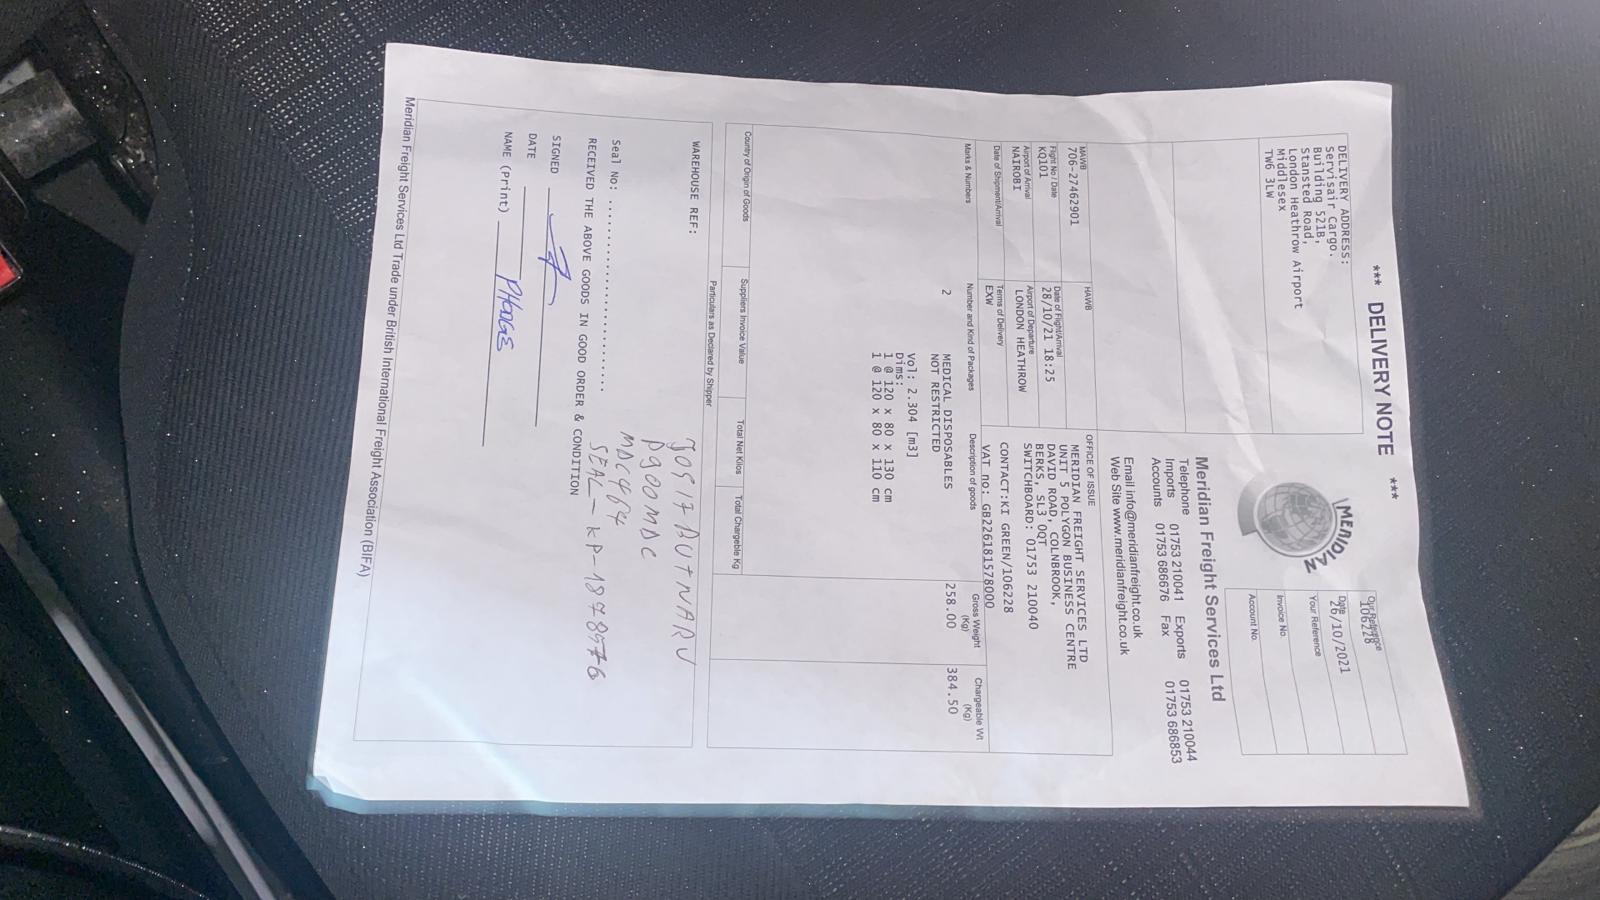 *** DELIVERY NOTE ***
DELIVERY ADDRESS:
Servisair Cargo.
Building 521B,
Stansted Road,
London Heathrow Airport
Middlesex
TW6 3LW
MERIDIAN
Our Reference
106228
Date
26/10/2021
Your Reference
Invoice No.
Account No.
Meridian Freight Services Ltd
Telephone 01753 210041 Exports 01753 210044
Imports 01753 686676 Fax 01753 686853
Accounts
Email info@meridianfreight.co.uk
Web Site www.meridianfreight.co.uk
MAWB HAWB
706-27462901
Flight No / Date Date of Flight/Arrival
KQ101 28/10/21 18:25
Airport of Arrival Airport of Departure
NAIROBI LONDON HEATHROW
Date of Shipment/Arrival Terms of Delivery
EXW
OFFICE OF ISSUE
MERIDIAN FREIGHT SERVICES LTD
UNIT 5 POLYGON BUSINESS CENTRE
DAVID ROAD, COLNBROOK,
BERKS, SL3 0QT
SWITCHBOARD: 01753 210040
CONTACT:KI GREEN/106228
VAT no: GB226181578000
Marks & Numbers Number and Kind of Packages Description of goods Gross Weight (Kg) Chargeable Wt (Kg)
2 MEDICAL DISPOSABLES 258.00 384.50
NOT RESTRICTED
Vol: 2.304 [m3]
Dims:
1 @ 120 x 80 x 130 cm
1 @ 120 x 80 x 110 cm
Country of Origin of Goods Suppliers Invoice Value Total Net Kilos Total Chargeable Kg
Particulars as Declared by Shipper
WAREHOUSE REF:
Seal No: ..........................
RECEIVED THE ABOVE GOODS IN GOOD ORDER & CONDITION
P900MDC
SEAL - KP-1878576
SIGNED
DATE
NAME (Print) PHODGE
Meridian Freight Services Ltd Trade under British International Freight Association (BIFA)